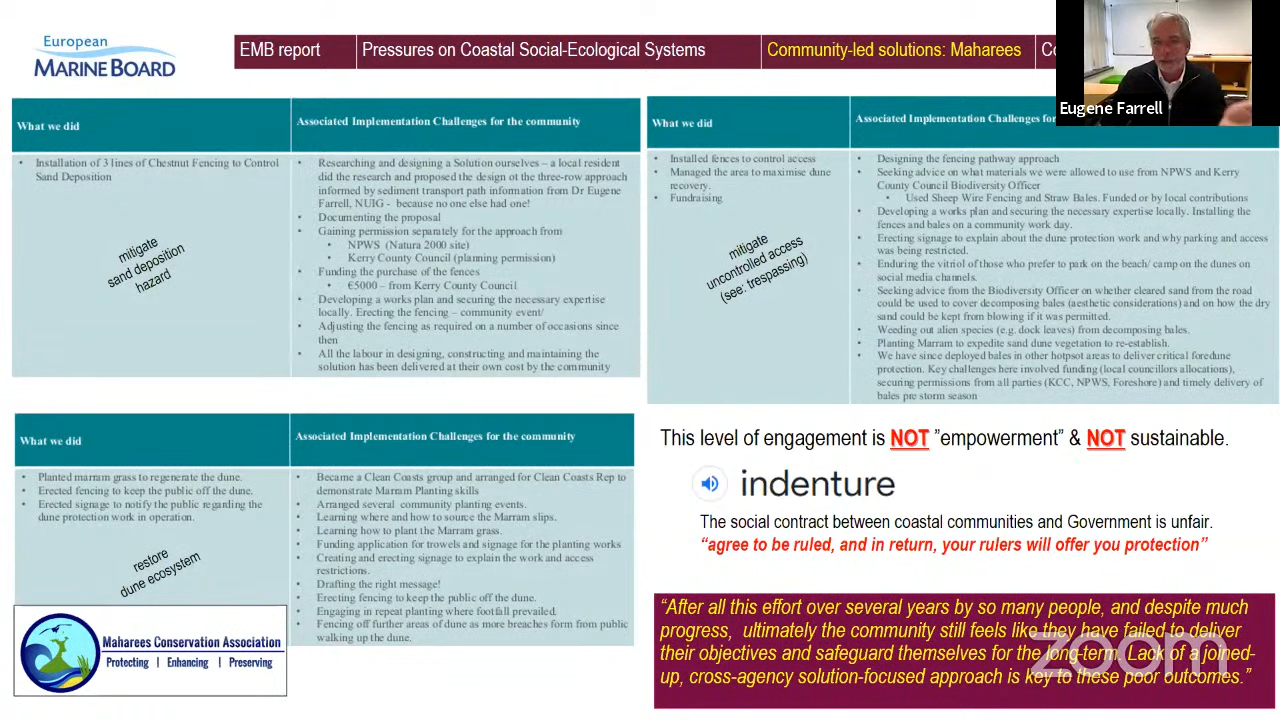 European
MARINE BOARD
EMB report
Pressures on Coastal Social-Ecological Systems
Community-led solutions: Maharees
Eugene Farrell
What we did
Associated Implementation Challenges for the community
• Installation of 3 lines of Chestnut Fencing to Control
Sand Deposition
mitigate
sand deposition
hazard
• Researching and designing a Solution ourselves – a local resident
did the research and proposed the design ot the three-row approach
informed by sediment transport path information from Dr Eugene
Farrell, NUIG - because no one else had one!
• Documenting the proposal
• Gaining permission separately for the approach from
• NPWS (Natura 2000 site)
• Kerry County Council (planning permission)
• Funding the purchase of the fences
• €5000 – from Kerry County Council
• Developing a works plan and securing the necessary expertise
locally. Erecting the fencing – community event/
• Adjusting the fencing as required on a number of occasions since
then
• All the labour in designing, constructing and maintaining the
solution has been delivered at their own cost by the community
What we did
Associated Implementation Challenges for
• Installed fences to control access
• Managed the area to maximise dune
recovery.
• Fundraising
mitigate
uncontrolled access
(see: trespassing)
• Designing the fencing pathway approach
• Seeking advice on what materials we were allowed to use from NPWS and Kerry
County Council Biodiversity Officer
• Used Sheep Wire Fencing and Straw Bales. Funded or by local contributions
• Developing a works plan and securing the necessary expertise locally. Installing the
fences and bales on a community work day.
• Erecting signage to explain about the dune protection work and why parking and access
was being restricted.
• Enduring the vitriol of those who prefer to park on the beach/ camp on the dunes on
social media channels.
• Seeking advice from the Biodiversity Officer on whether cleared sand from the road
could be used to cover decomposing bales (aesthetic considerations) and on how the dry
sand could be kept from blowing if it was permitted.
• Weeding out alien species (e.g. dock leaves) from decomposing bales.
• Planting Marram to expedite sand dune vegetation to re-establish.
• We have since deployed bales in other hotpsot areas to deliver critical foredune
protection. Key challenges here involved funding (local councillors allocations),
securing permissions from all parties (KCC, NPWS, Foreshore) and timely delivery of
bales pre storm season
What we did
Associated Implementation Challenges for the community
• Planted marram grass to regenerate the dune.
• Erected fencing to keep the public off the dune.
• Erected signage to notify the public regarding the
dune protection work in operation.
restore
dune ecosystem
• Became a Clean Coasts group and arranged for Clean Coasts Rep to
demonstrate Marram Planting skills
• Arranged several community planting events.
• Learning where and how to source the Marram slips.
• Learning how to plant the Marram grass.
• Funding application for trowels and signage for the planting works
• Creating and erecting signage to explain the work and access
restrictions.
• Drafting the right message!
• Erecting fencing to keep the public off the dune.
• Engaging in repeat planting where footfall prevailed.
• Fencing off further areas of dune as more breaches form from public
walking up the dune.
Maharees Conservation Association
Protecting | Enhancing | Preserving
This level of engagement is NOT ”empowerment” & NOT sustainable.
indenture
The social contract between coastal communities and Government is unfair.
“agree to be ruled, and in return, your rulers will offer you protection”
“After all this effort over several years by so many people, and despite much
progress, ultimately the community still feels like they have failed to deliver
their objectives and safeguard themselves for the long-term. Lack of a joined-
up, cross-agency solution-focused approach is key to these poor outcomes.”
zoom